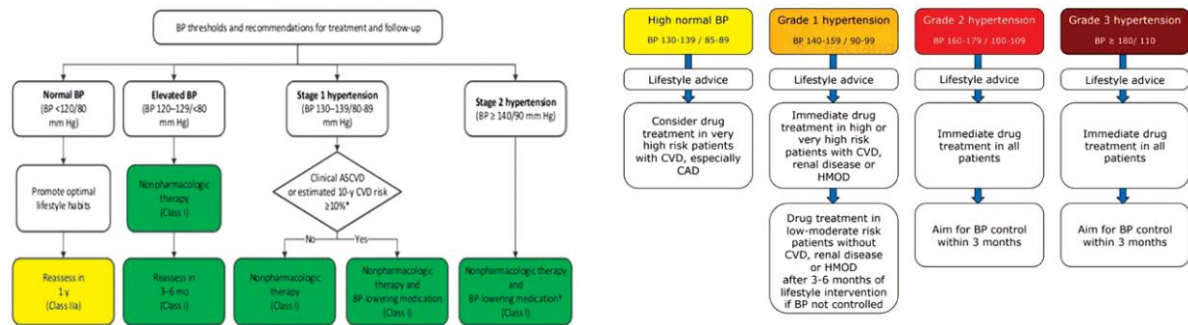 BP thresholds and recommendations for treatment and follow-up
Normal BP
(BP <120/80
mm Hg)
Elevated BP
(BP 120–129/<80
mm Hg)
Stage 1 hypertension
(BP 130–139/80-89
mm Hg)
Stage 2 hypertension
(BP ≥ 140/90 mm Hg)
Promote optimal
lifestyle habits
Nonpharmacologic
therapy
(Class I)
Clinical ASCVD
or estimated 10-y CVD risk
≥10%*
No
Yes
Reassess in
1 y
(Class IIa)
Reassess in
3–6 mo
(Class I)
Nonpharmacologic
therapy
(Class I)
Nonpharmacologic
therapy and
BP-lowering medication
(Class I)
Nonpharmacologic therapy
and
BP-lowering medication†
(Class I)
High normal BP
BP 130-139 / 85-89
Lifestyle advice
Consider drug
treatment in very
high risk patients
with CVD, especially
CAD
Grade 1 hypertension
BP 140-159 / 90-99
Lifestyle advice
Immediate drug
treatment in high or
very high risk
patients with CVD,
renal disease or
HMOD
Drug treatment in
low-moderate risk
patients without
CVD, renal disease
or HMOD
after 3-6 months of
lifestyle intervention
if BP not controlled
Grade 2 hypertension
BP 160-179 / 100-109
Lifestyle advice
Immediate drug
treatment in all
patients
Aim for BP control
within 3 months
Grade 3 hypertension
BP ≥ 180/ 110
Lifestyle advice
Immediate drug
treatment in all
patients
Aim for BP control
within 3 months